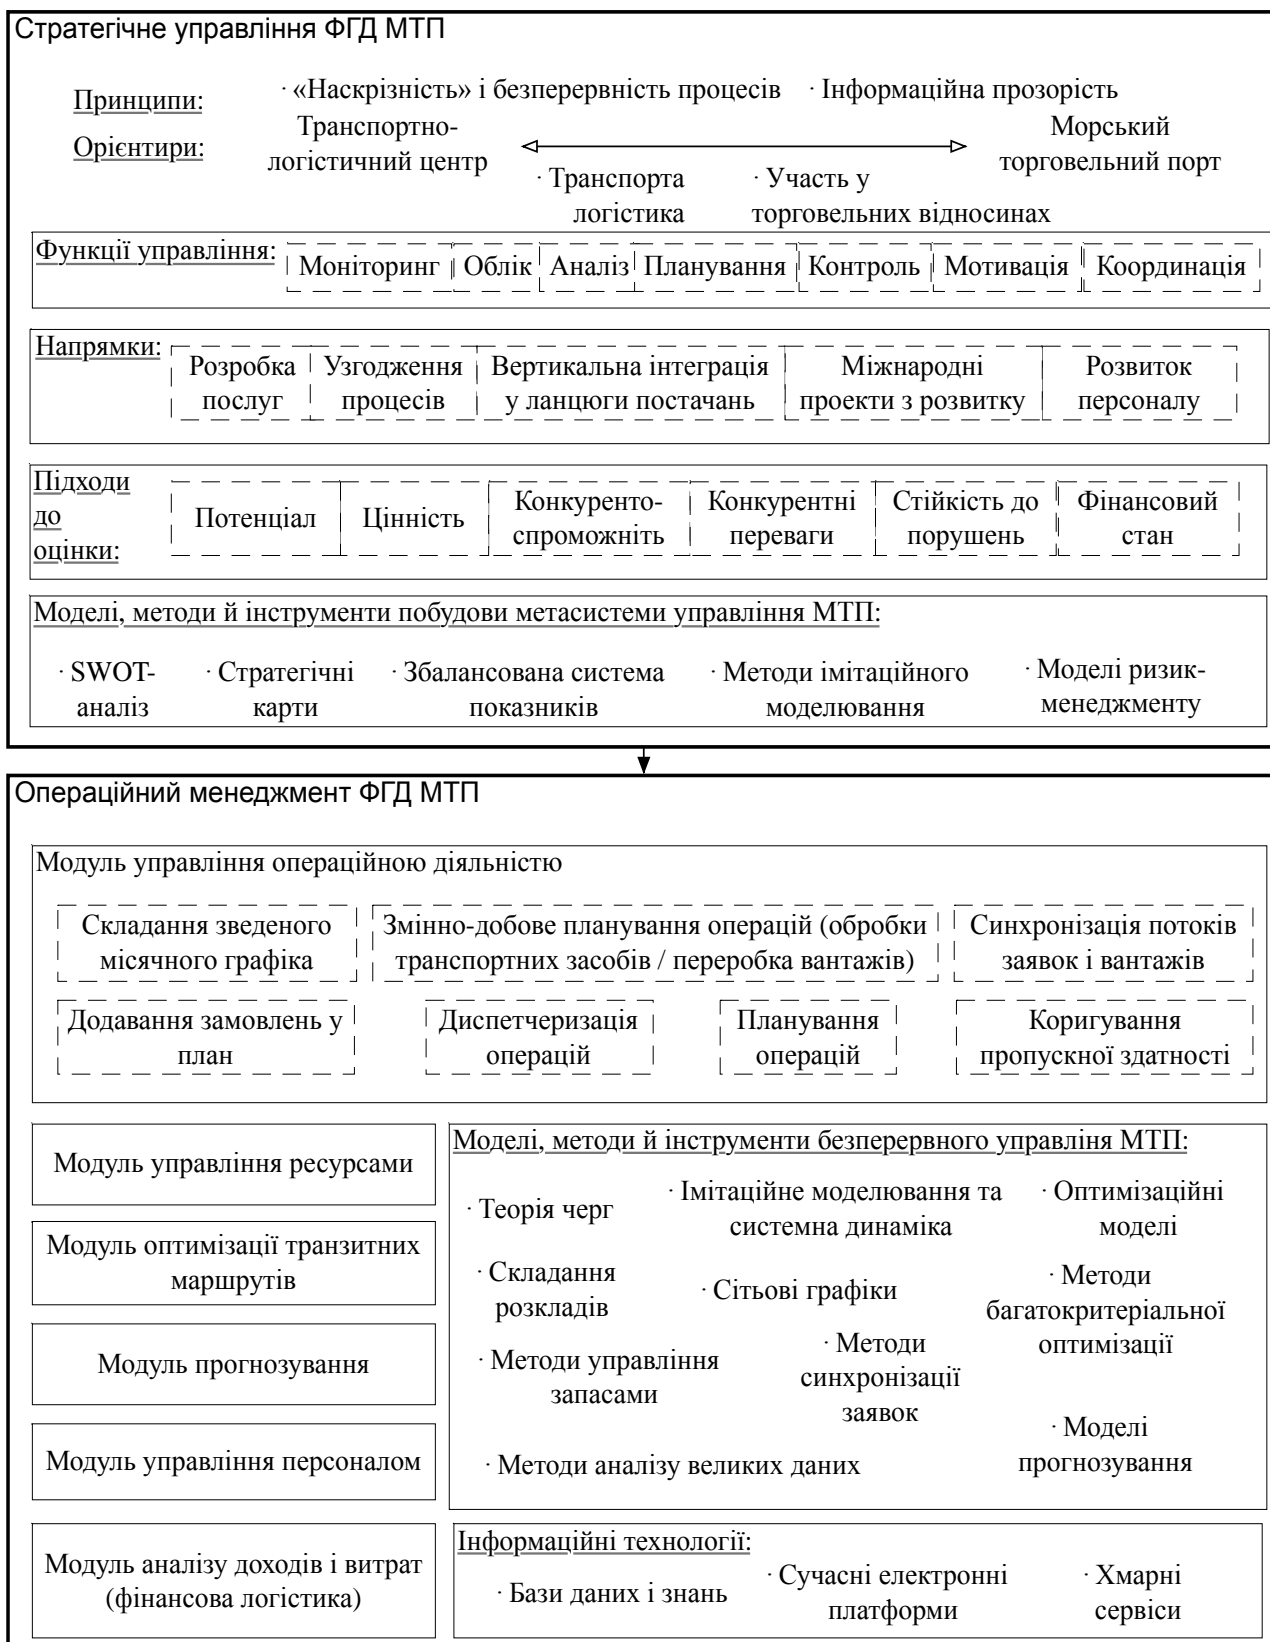 Стратегічне управління ФГД МТП
Принципи:
· «Наскрізність» і безперервність процесів
· Інформаційна прозорість
Орієнтири:
Транспортно-
логістичний центр
Морський
торговельний порт
· Транспорта
логістика
· Участь у
торговельних відносинах
Функції управління:
Моніторинг
Облік
Аналіз
Планування
Контроль
Мотивація
Координація
Напрямки:
Розробка
послуг
Узгодження
процесів
Вертикальна інтеграція
у ланцюги постачань
Міжнародні
проекти з розвитку
Розвиток
персоналу
Підходи
до
оцінки:
Потенціал
Цінність
Конкуренто-
спроможніть
Конкурентні
переваги
Стійкість до
порушень
Фінансовий
стан
Моделі, методи й інструменти побудови метасистеми управління МТП:
· SWOT-
аналіз
· Стратегічні
карти
· Збалансована система
показників
· Методи імітаційного
моделювання
· Моделі ризик-
менеджменту
Операційний менеджмент ФГД МТП
Модуль управління операційною діяльністю
Складання зведеного
місячного графіка
Змінно-добове планування операцій (обробки
транспортних засобів / переробка вантажів)
Синхронізація потоків
заявок і вантажів
Додавання замовлень у
план
Диспетчеризація
операцій
Планування
операцій
Коригування
пропускної здатності
Модуль управління ресурсами
Модуль оптимізації транзитних
маршрутів
Модуль прогнозування
Модуль управління персоналом
Модуль аналізу доходів і витрат
(фінансова логістика)
Моделі, методи й інструменти безперервного управліня МТП:
· Теорія черг
· Імітаційне моделювання та
системна динаміка
· Оптимізаційні
моделі
· Складання
розкладів
· Сітьові графіки
· Методи
багатокритеріальної
оптимізації
· Методи управління
запасами
· Методи
синхронізації
заявок
· Методи аналізу великих даних
· Моделі
прогнозування
Інформаційні технології:
· Бази даних і знань
· Сучасні електронні
платформи
· Хмарні
сервіси